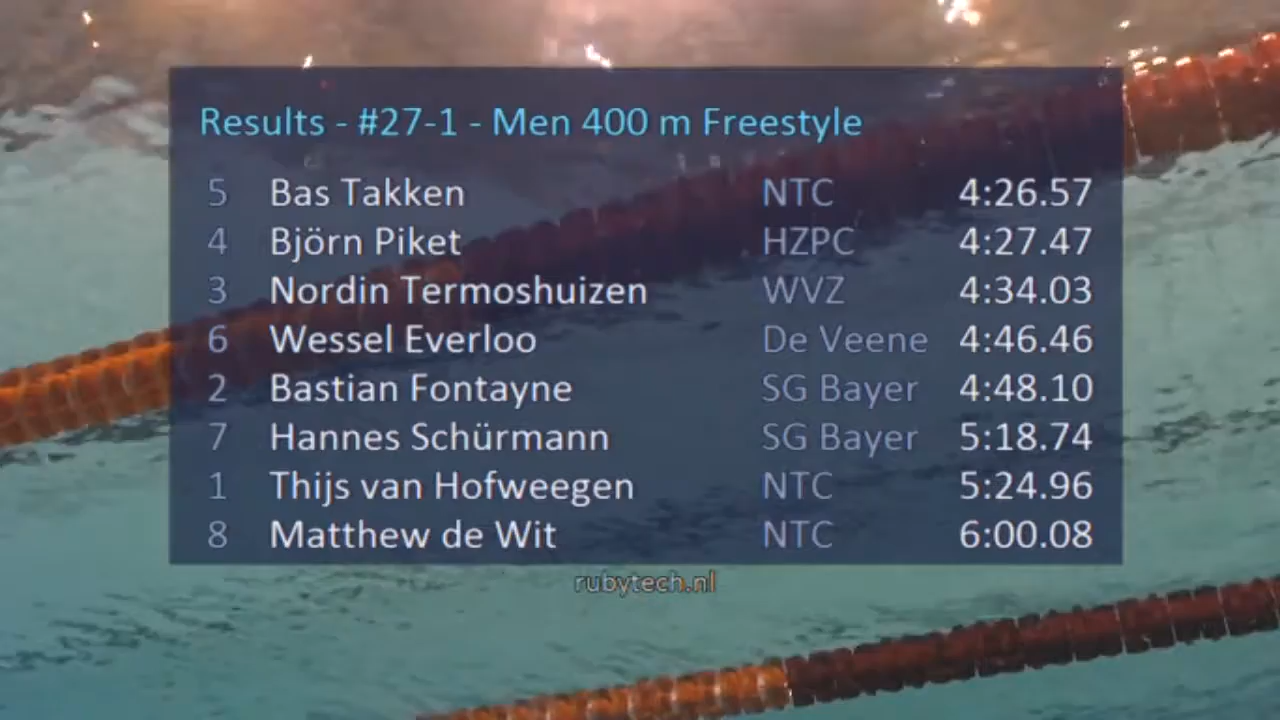 Results - #27-1 - Men 400 m Freestyle
5 Bas Takken NTC 4:26.57
4 Björn Piket HZPC 4:27.47
3 Nordin Termoshuizen WVZ 4:34.03
6 Wessel Everloo De Veene 4:46.46
2 Bastian Fontayne SG Bayer 4:48.10
7 Hannes Schürmann SG Bayer 5:18.74
1 Thijs van Hofweegen NTC 5:24.96
8 Matthew de Wit NTC 6:00.08
rubytech.nl